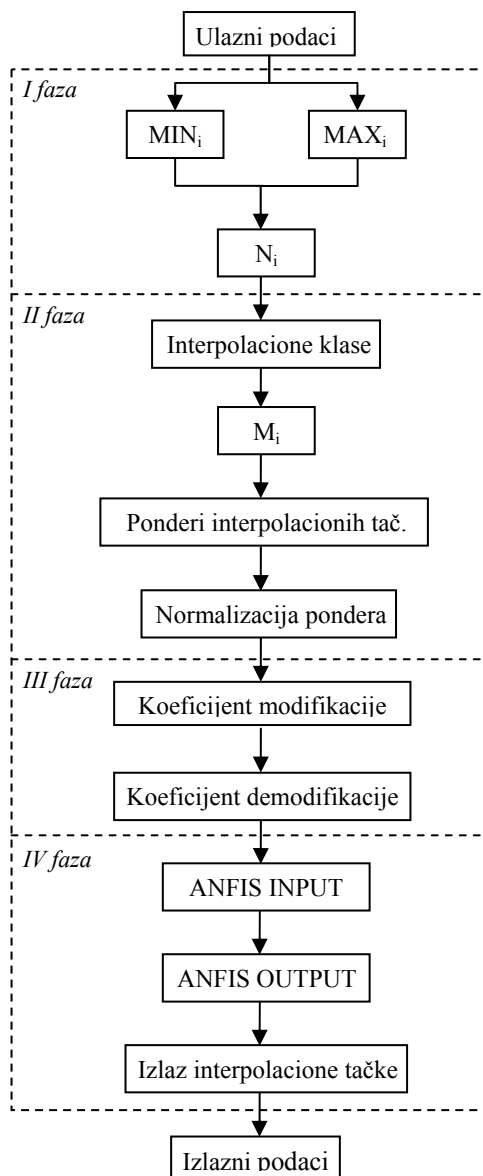 Ulazni podaci
I faza
MINi
MAXi
Ni
II faza
Interpolacione klase
Mi
Ponderi interpolacionih tač.
Normalizacija pondera
III faza
Koeficijent modifikacije
Koeficijent demodifikacije
IV faza
ANFIS INPUT
ANFIS OUTPUT
Izlaz interpolacione tačke
Izlazni podaci